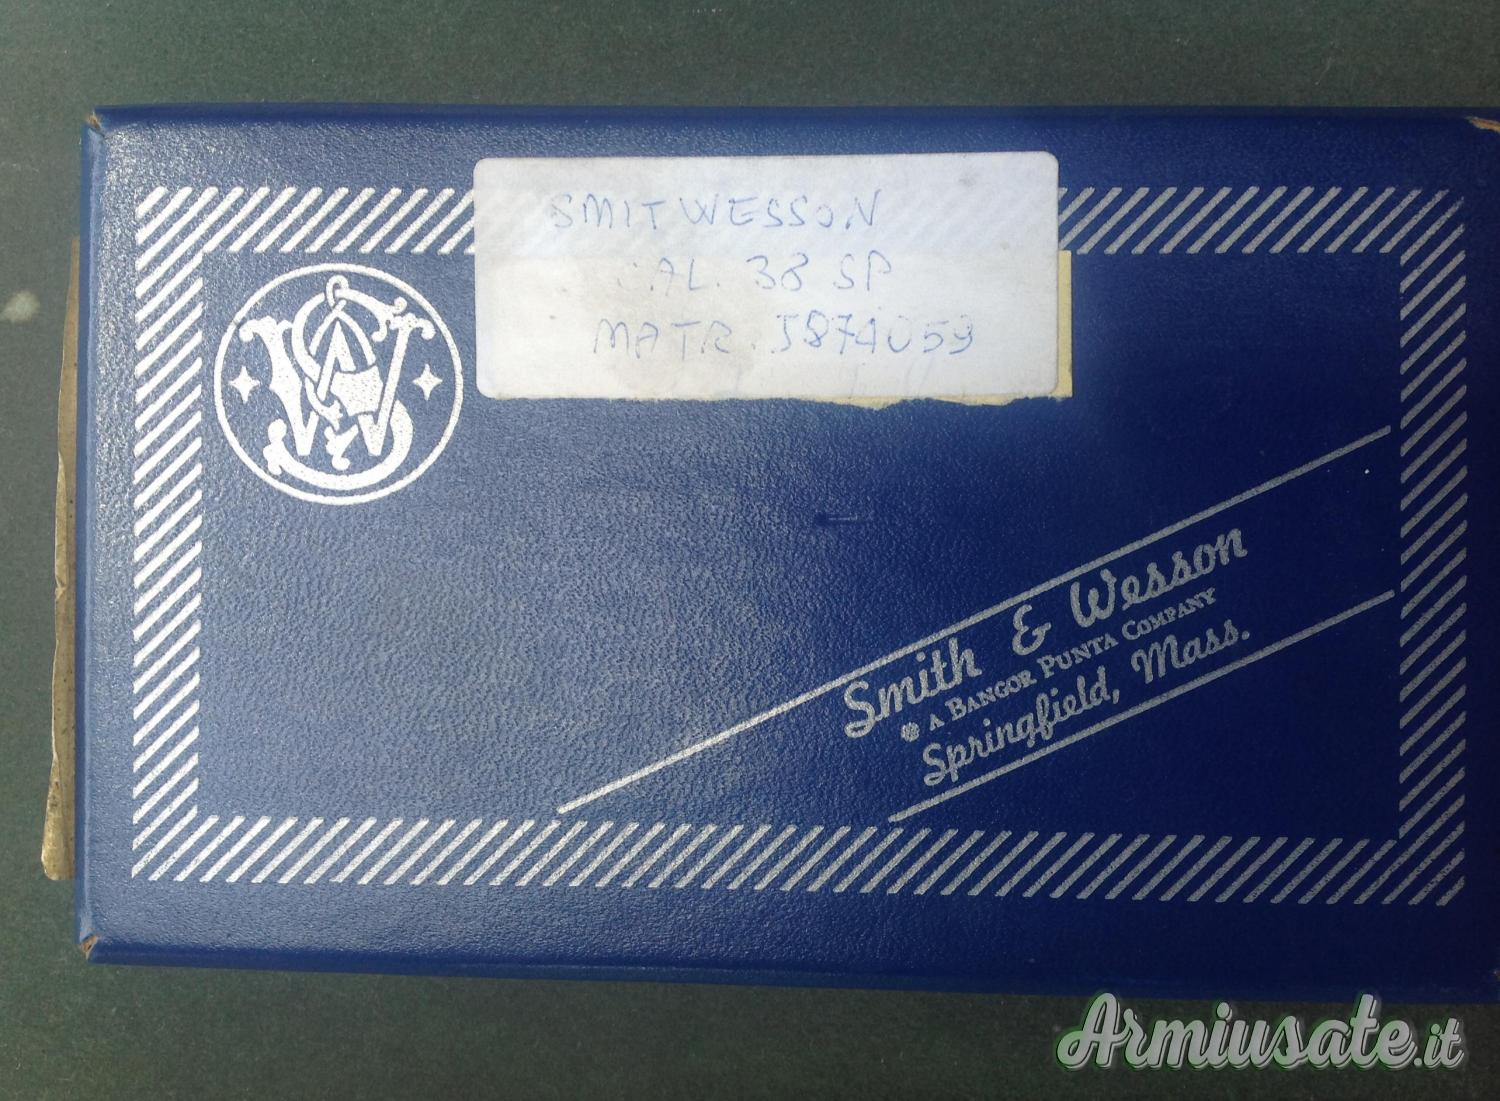 SMITWESSON
CAL. 38 SP
MATR. J874059
Smith & Wesson
A BANGOR PUNTA COMPANY
Springfield, Mass.
Armiusate.it